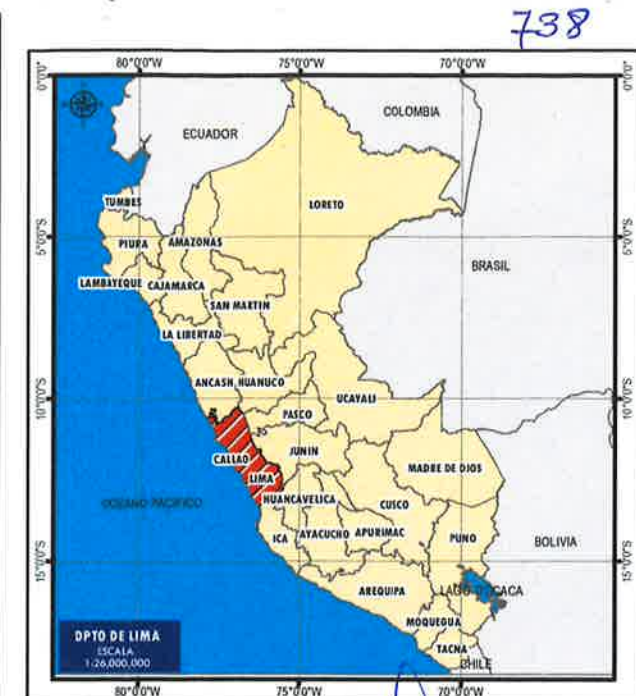 738
80°0'0"W 75°0'0"W 70°0'0"W
0°0'0" 0°0'0"
COLOMBIA
ECUADOR
TUMBES
LORETO
5°0'0"S 5°0'0"S
PIURA AMAZONAS
BRASIL
LAMBAYEQUE CAJAMARCA
SAN MARTIN
LA LIBERTAD
ANCASH HUANUCO
UCAYALI
10°0'0"S 10°0'0"S
PASCO
JUNIN
CALLAO
MADRE DE DIOS
LIMA
HUANCAVELICA
OCEANO PACIFICO
CUSCO
ICA AYACUCHO APURIMAC
PUNO
BOLIVIA
15°0'0"S 15°0'0"S
AREQUIPA
MOQUEGUA
TACNA
CHILE
DPTO DE LIMA
ESCALA
1:26,000,000
80°0'0"W 75°0'0"W 70°0'0"W